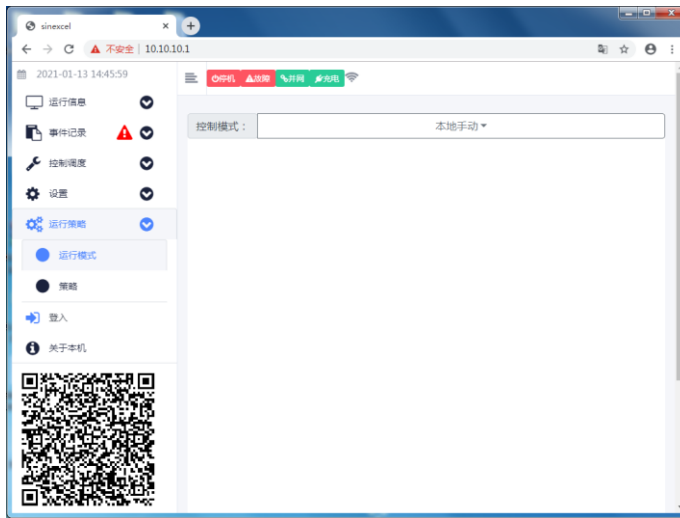 sinexcel
不安全 | 10.10.10.1
2021-01-13 14:45:59
停机 故障 并网 充电
运行信息
事件记录
控制调度
设置
运行策略
运行模式
策略
登入
关于本机
控制模式：
本地手动